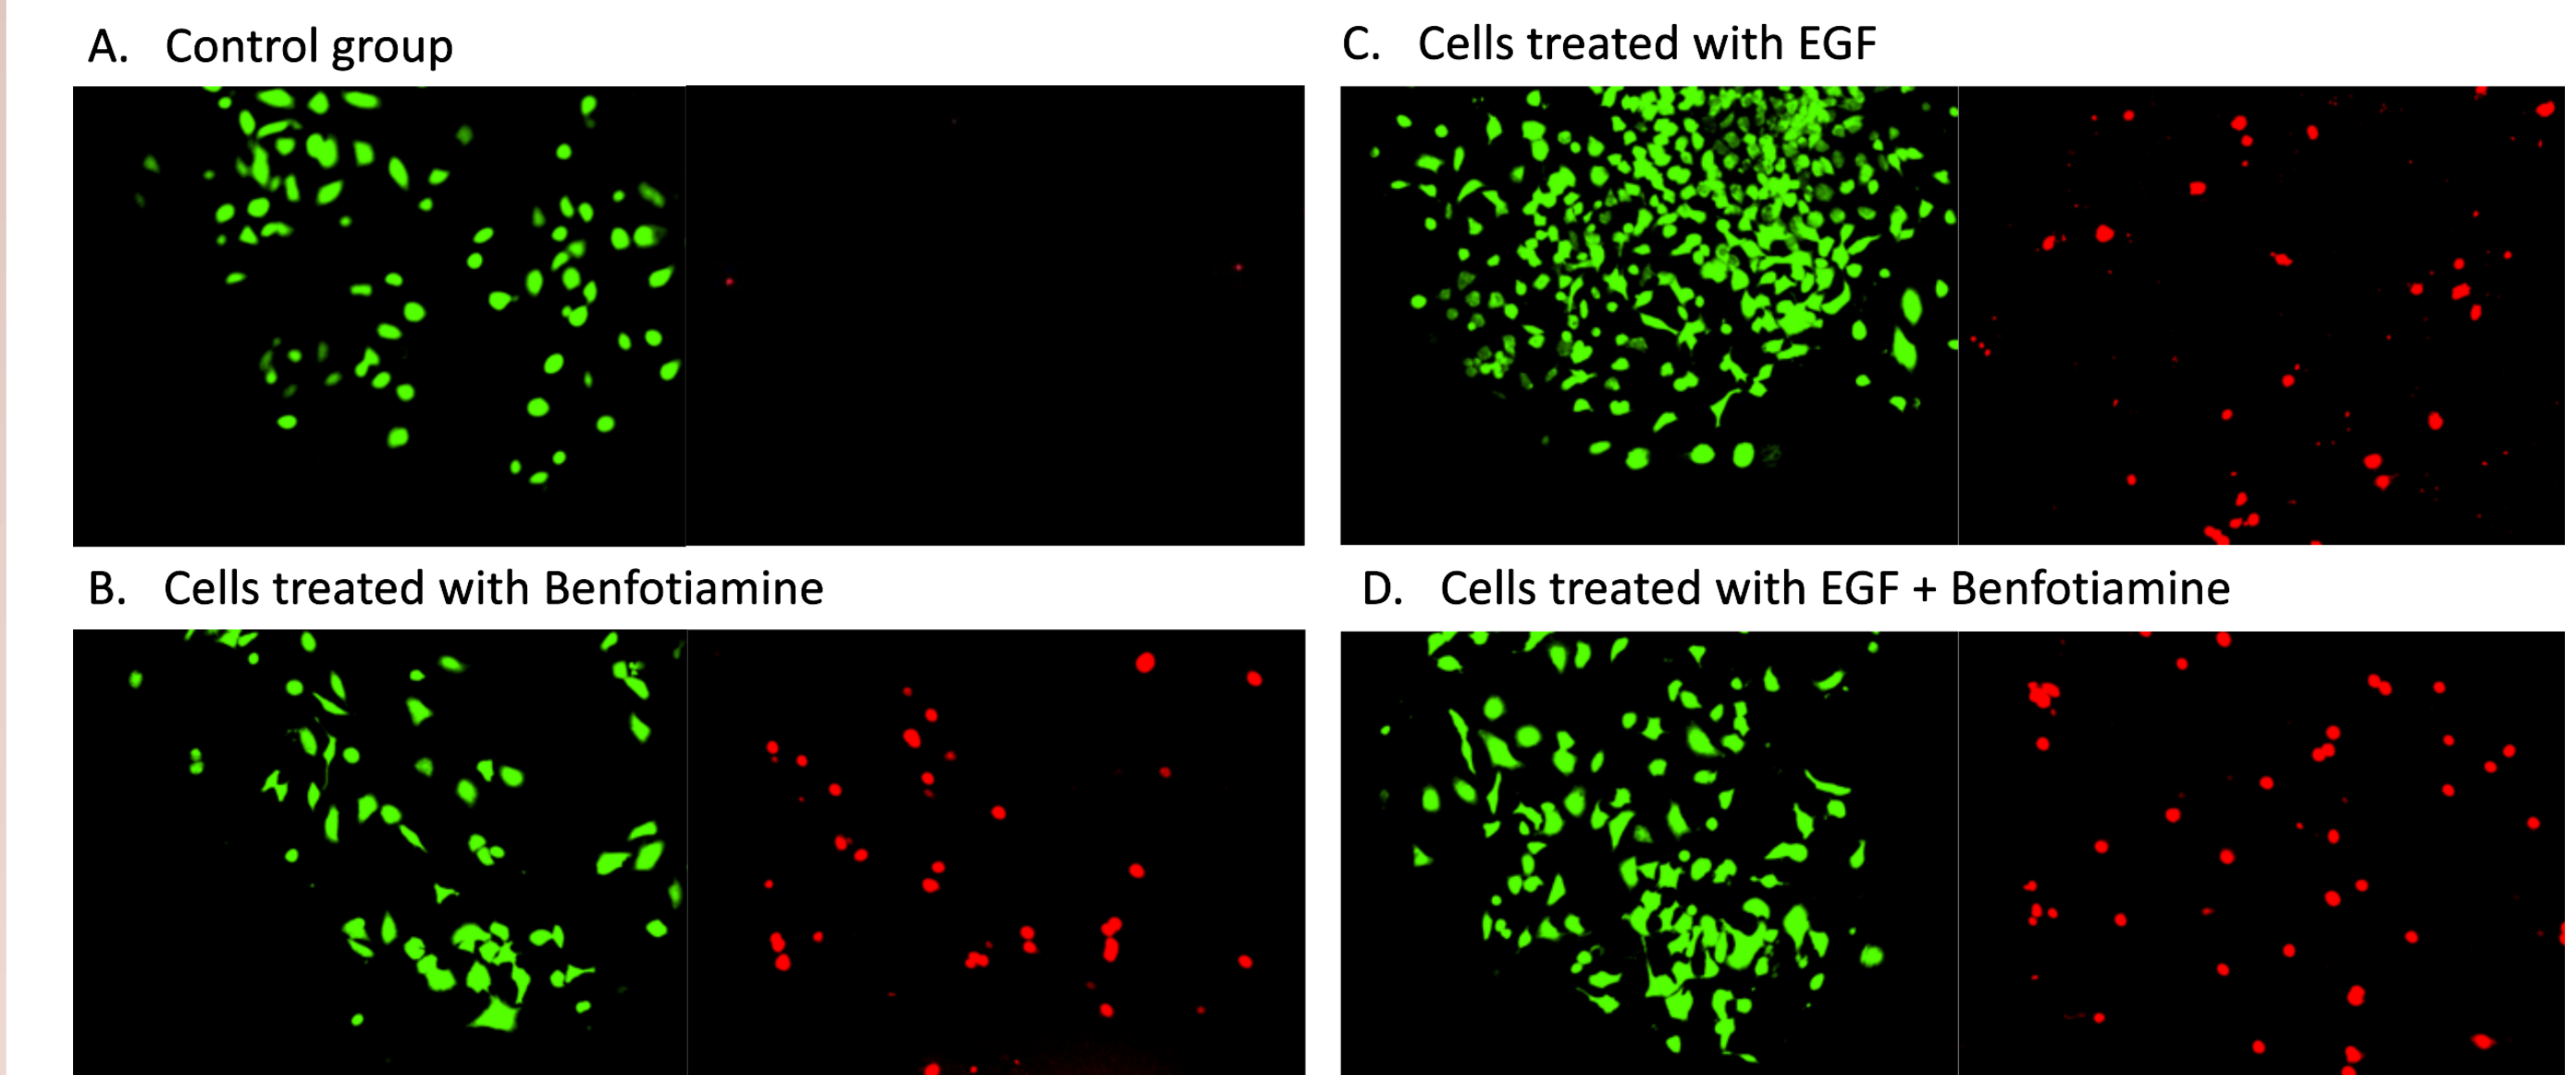 A. Control group
C. Cells treated with EGF
B. Cells treated with Benfotiamine
D. Cells treated with EGF + Benfotiamine